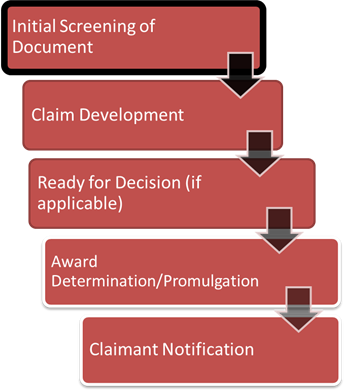 Initial Screening of
Document
Claim Development
Ready for Decision (if
applicable)
Award
Determination/Promulgation
Claimant Notification